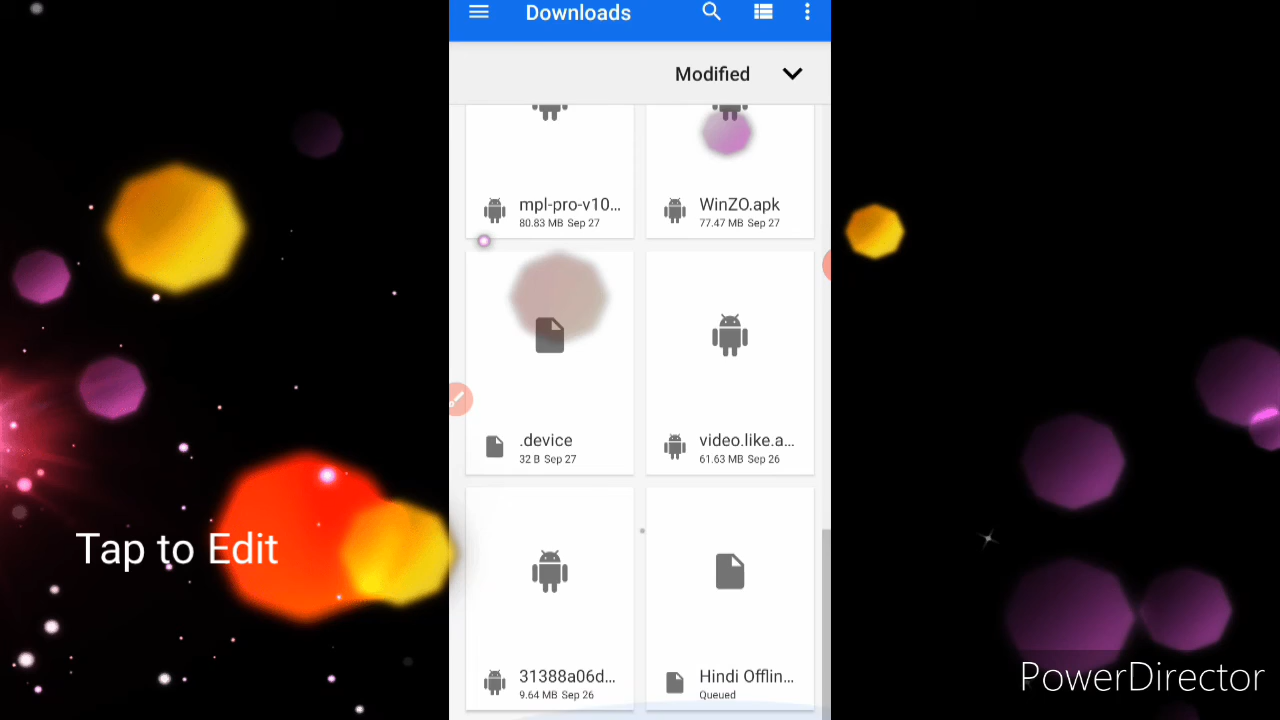 Downloads
Modified
mpl-pro-v10...
80.83 MB Sep 27
WinZO.apk
77.47 MB Sep 27
.device
32 B Sep 27
video.like.a...
61.63 MB Sep 26
Tap to Edit
31388a06d...
9.64 MB Sep 26
Hindi Offlin...
Queued
PowerDirector